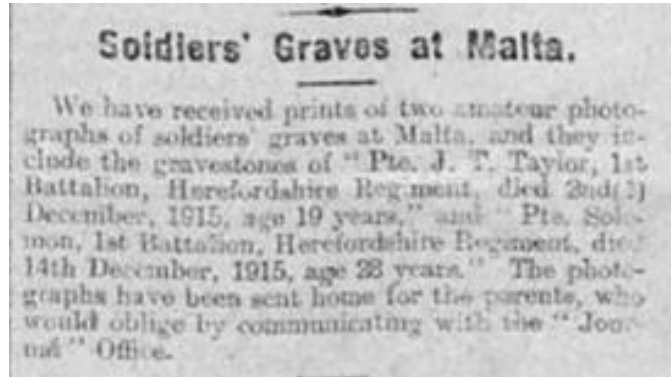 Soldiers' Graves at Malta.
We have received prints of two amateur photo-
graphs of soldiers' graves at Malta, and they in-
clude the gravestones of "Pte. J. T. Taylor, 1st
Battalion, Herefordshire Regiment, died 2nd(?)
December, 1915, age 19 years," and "Pte. Solo-
mon, 1st Battalion, Herefordshire Regiment, died
14th December, 1915, age 28 years." The photo-
graphs have been sent home for the parents, who
would oblige by communicating with the "Jour-
nal" Office.